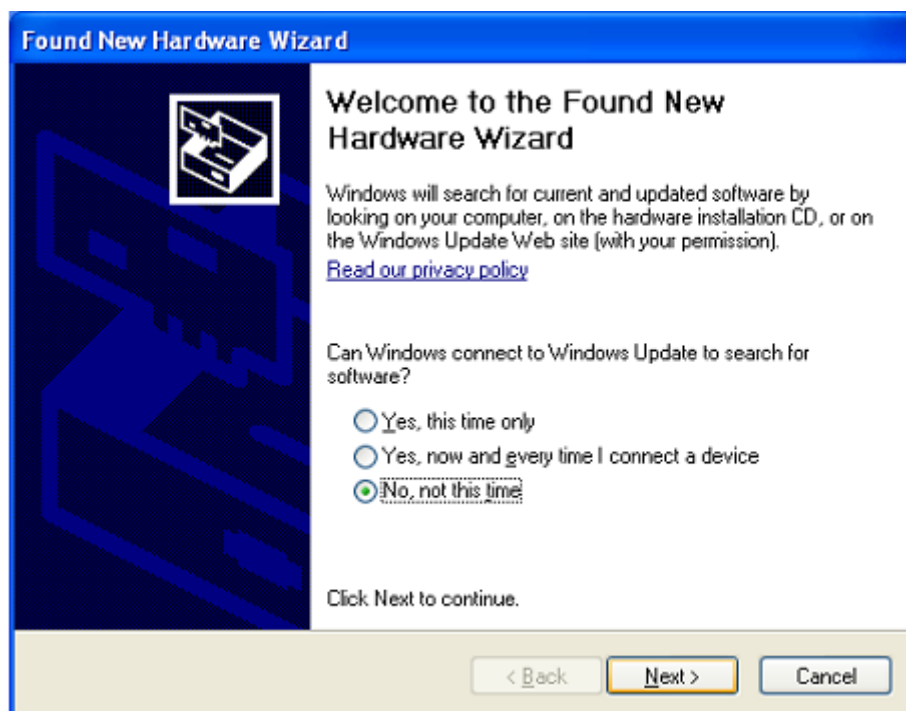 Found New Hardware Wizard
Welcome to the Found New
Hardware Wizard
Windows will search for current and updated software by
looking on your computer, on the hardware installation CD, or on
the Windows Update Web site (with your permission).
Read our privacy policy
Can Windows connect to Windows Update to search for
software?
Yes, this time only
Yes, now and every time I connect a device
No, not this time
Click Next to continue.
< Back
Next >
Cancel